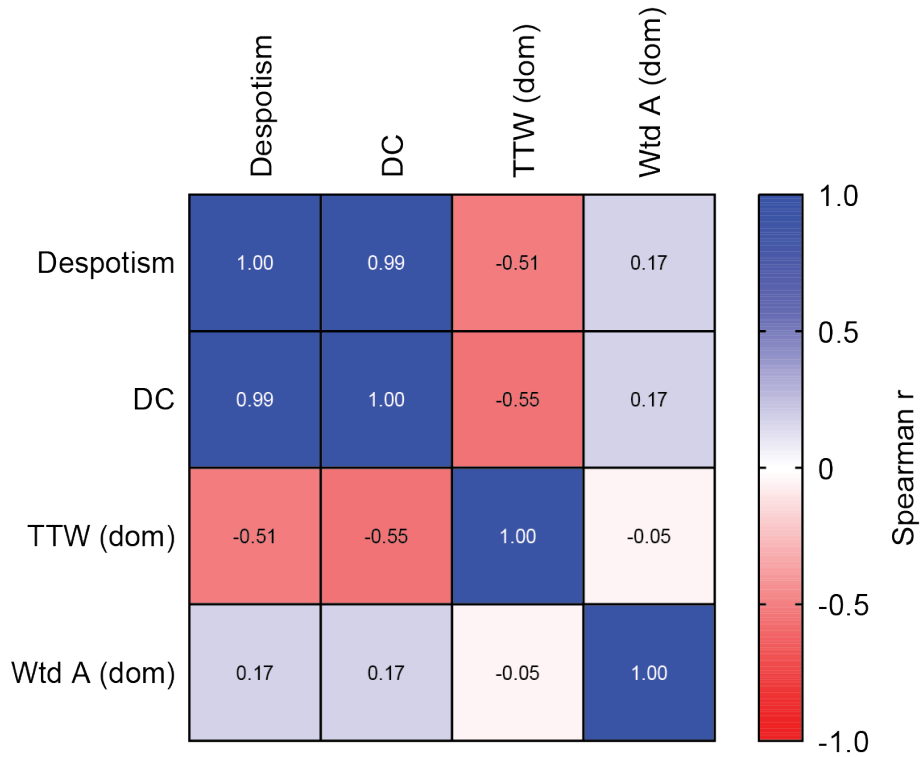 Despotism DC TTW (dom) Wtd A (dom)
Despotism 1.00 0.99 -0.51 0.17
DC 0.99 1.00 -0.55 0.17
TTW (dom) -0.51 -0.55 1.00 -0.05
Wtd A (dom) 0.17 0.17 -0.05 1.00
1.0
0.5
0
-0.5
-1.0
Spearman r